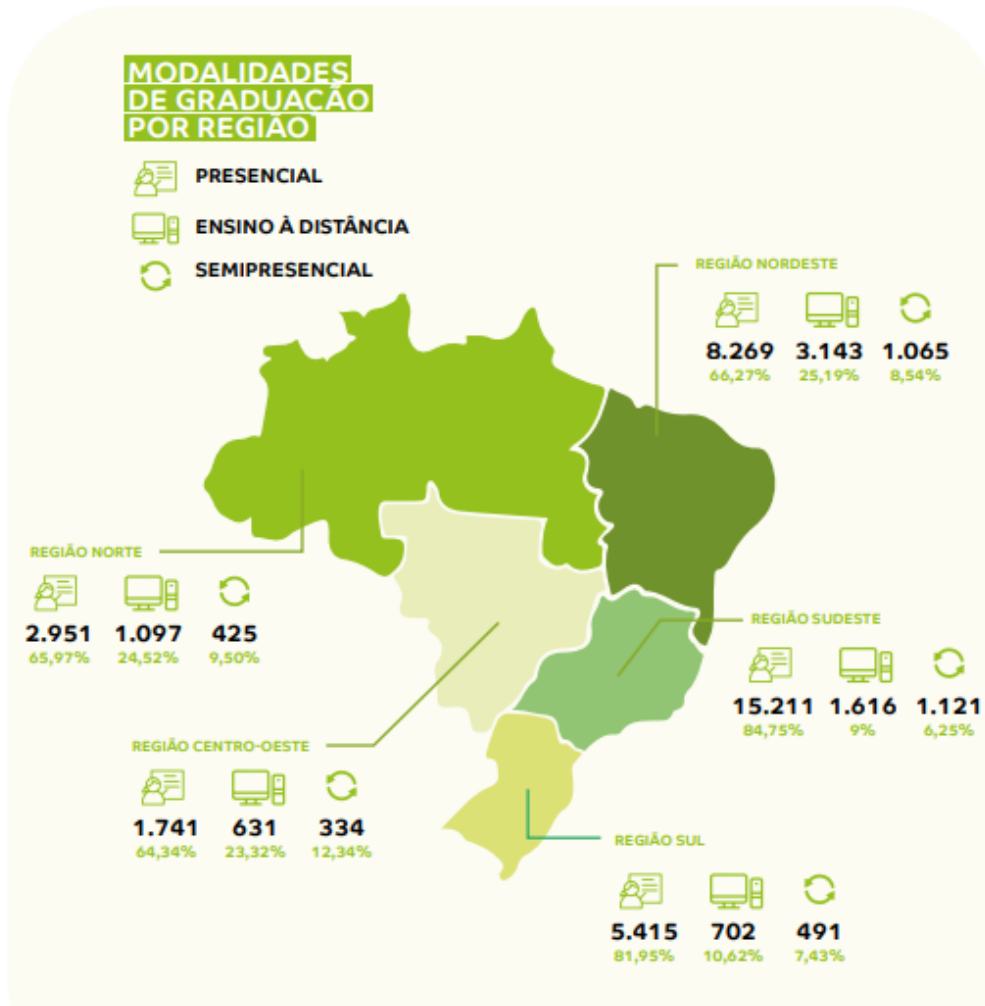 MODALIDADES
DE GRADUAÇÃO
POR REGIÃO
PRESENCIAL
ENSINO À DISTÂNCIA
SEMIPRESENCIAL
REGIÃO NORDESTE
8.269 3.143 1.065
66,27% 25,19% 8,54%
REGIÃO NORTE
2.951 1.097 425
65,97% 24,52% 9,50%
REGIÃO SUDESTE
15.211 1.616 1.121
84,75% 9% 6,25%
REGIÃO CENTRO-OESTE
1.741 631 334
64,34% 23,32% 12,34%
REGIÃO SUL
5.415 702 491
81,95% 10,62% 7,43%